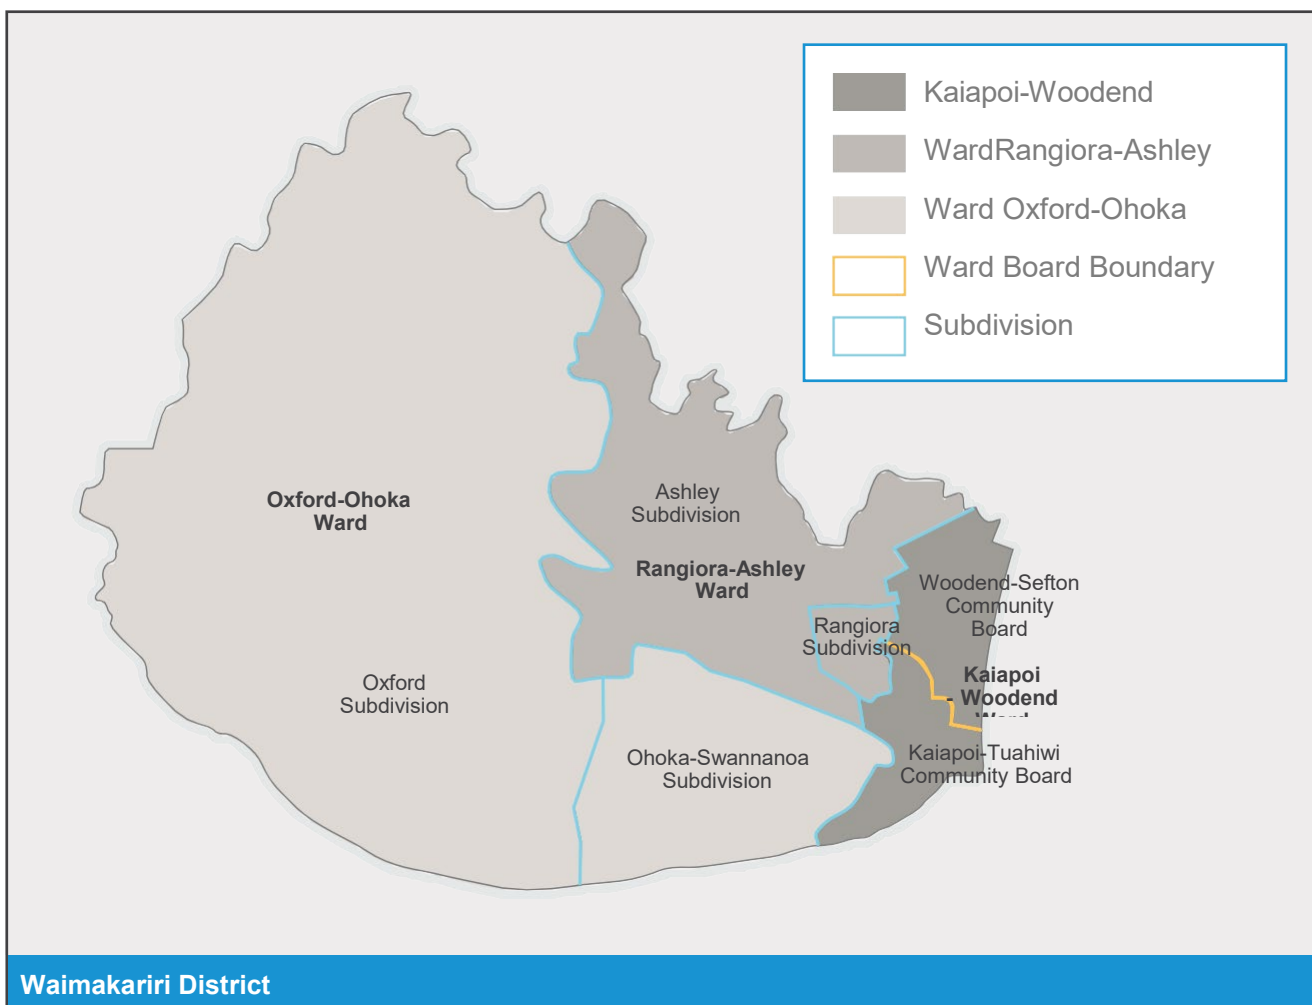 Kaiapoi-Woodend
WardRangiora-Ashley
Ward Oxford-Ohoka
Ward Board Boundary
Subdivision
Oxford-Ohoka
Ward
Ashley
Subdivision
Rangiora-Ashley
Ward
Woodend-Sefton
Community
Board
Rangiora
Subdivision
Kaiapoi
- Woodend
Ward
Oxford
Subdivision
Ohoka-Swannanoa
Subdivision
Kaiapoi-Tuahiwi
Community Board
Waimakariri District